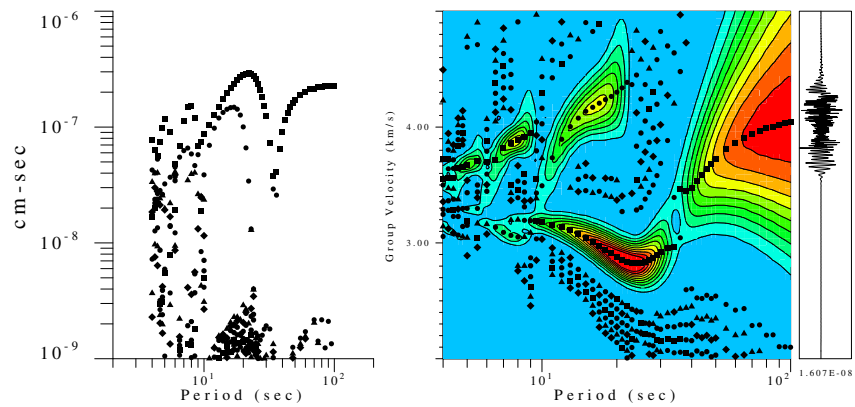 10^-6
10^-7
10^-8
10^-9
cm-sec
10^1
10^2
Period (sec)
4.00
3.00
Group Velocity (km/s)
10^1
10^2
Period (sec)
1.607E-08